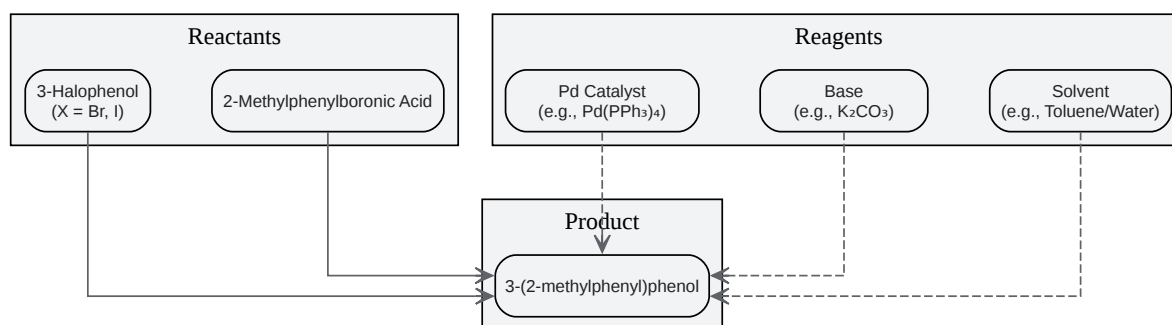 Reactants
Reagents
3-Halophenol
(X = Br, I)
2-Methylphenylboronic Acid
Pd Catalyst
(e.g., Pd(PPh₃)₄)
Base
(e.g., K₂CO₃)
Solvent
(e.g., Toluene/Water)
Product
3-(2-methylphenyl)phenol